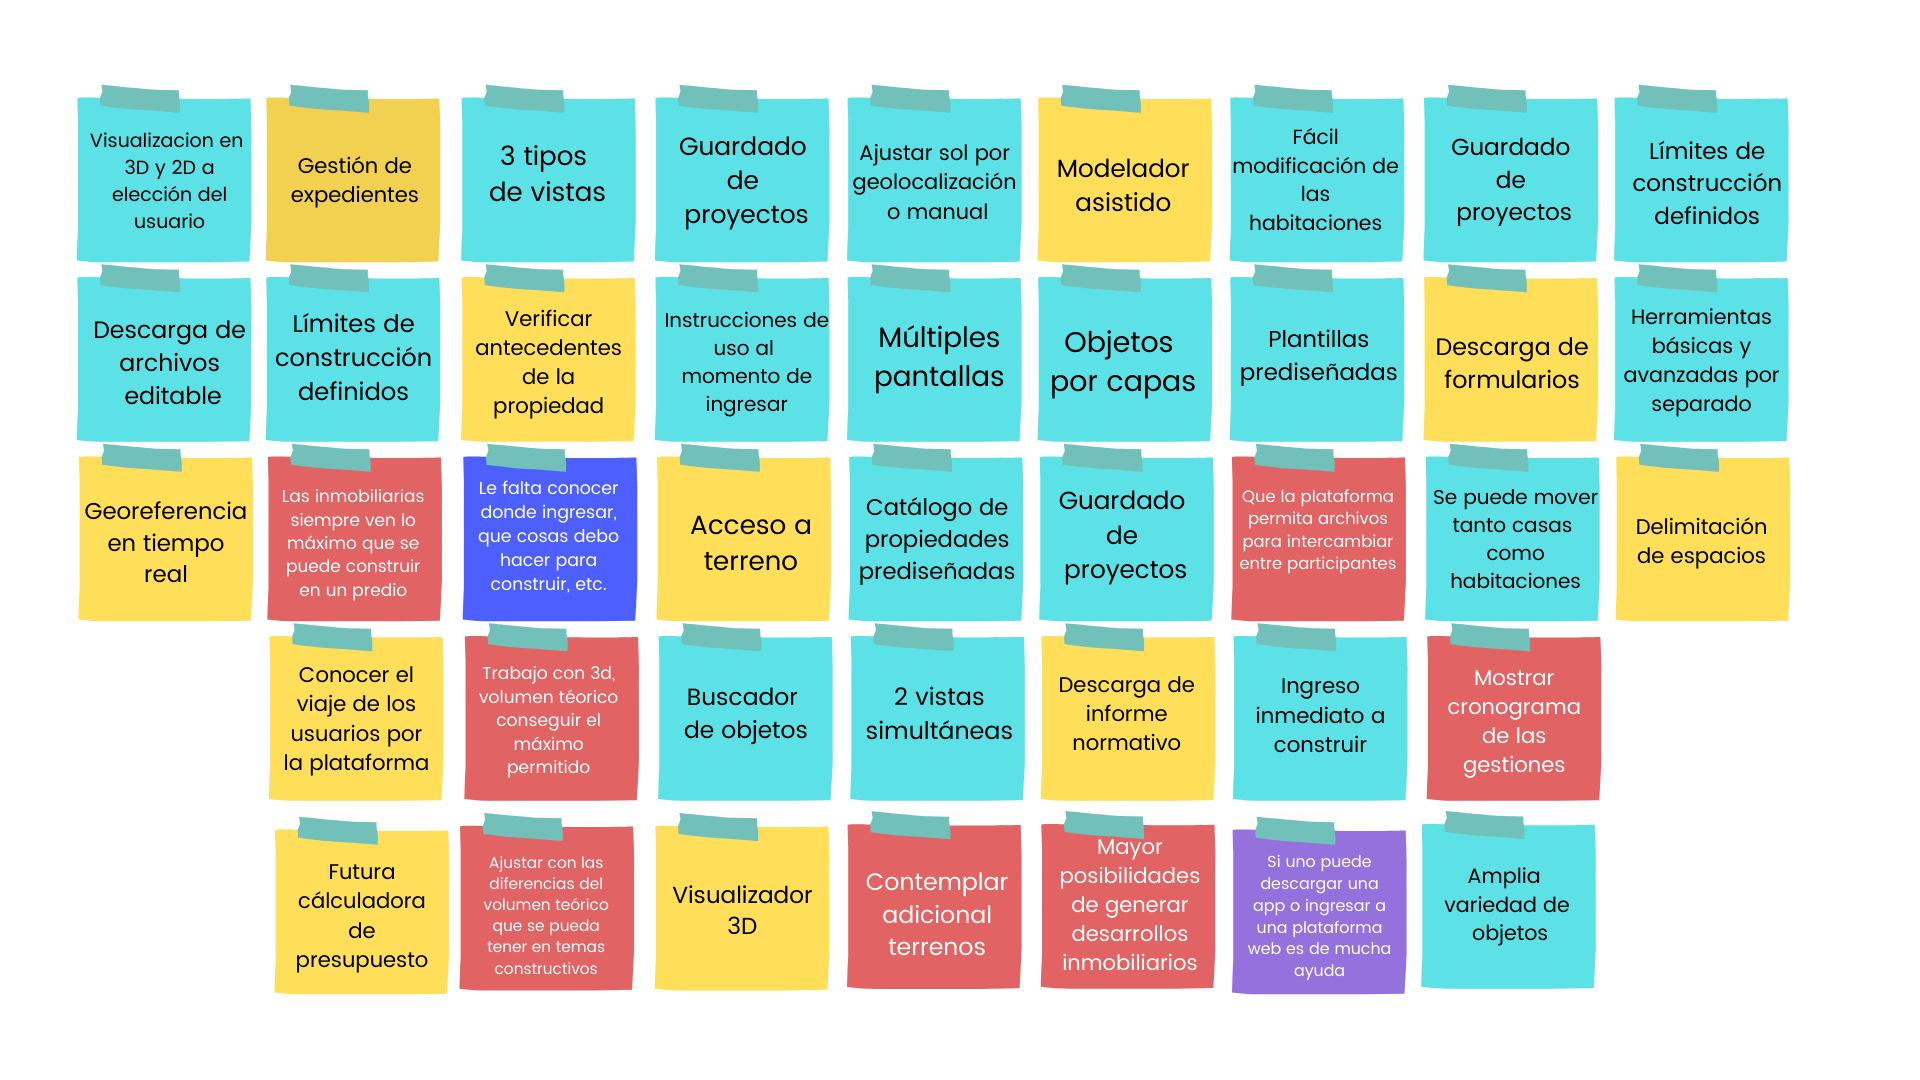 Visualizacion en
3D y 2D a
elección del
usuario
Gestión de
expedientes
3 tipos
de vistas
Guardado
de
proyectos
Ajustar sol por
geolocalización
o manual
Modelador
asistido
Fácil
modificación de
las
habitaciones
Guardado
de
proyectos
Límites de
construcción
definidos
Descarga de
archivos
editable
Límites de
construcción
definidos
Verificar
antecedentes
de la
propiedad
Instrucciones de
uso al
momento de
ingresar
Múltiples
pantallas
Objetos
por capas
Plantillas
prediseñadas
Descarga de
formularios
Herramientas
básicas y
avanzadas por
separado
Georeferencia
en tiempo
real
Las inmobiliarias
siempre ven lo
máximo que se
puede construir
en un predio
Le falta conocer
donde ingresar,
que cosas debo
hacer para
construir, etc.
Acceso a
terreno
Catálogo de
propiedades
prediseñadas
Guardado
de
proyectos
Que la plataforma
permita archivos
para intercambiar
entre participantes
Se puede mover
tanto casas
como
habitaciones
Delimitación
de espacios
Conocer el
viaje de los
usuarios por
la plataforma
Trabajo con 3d,
volumen téorico
conseguir el
máximo
permitido
Buscador
de objetos
2 vistas
simultáneas
Descarga de
informe
normativo
Ingreso
inmediato a
construir
Mostrar
cronograma
de las
gestiones
Futura
cálculadora
de
presupuesto
Ajustar con las
diferencias del
volumen teórico
que se pueda
tener en temas
constructivos
Visualizador
3D
Contemplar
adicional
terrenos
Mayor
posibilidades
de generar
desarrollos
inmobiliarios
Si uno puede
descargar una
app o ingresar a
una plataforma
web es de mucha
ayuda
Amplia
variedad de
objetos